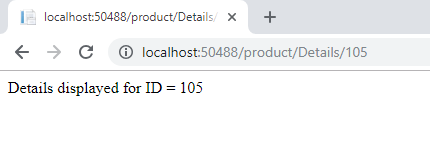 localhost:50488/product/Details/
localhost:50488/product/Details/105
Details displayed for ID = 105